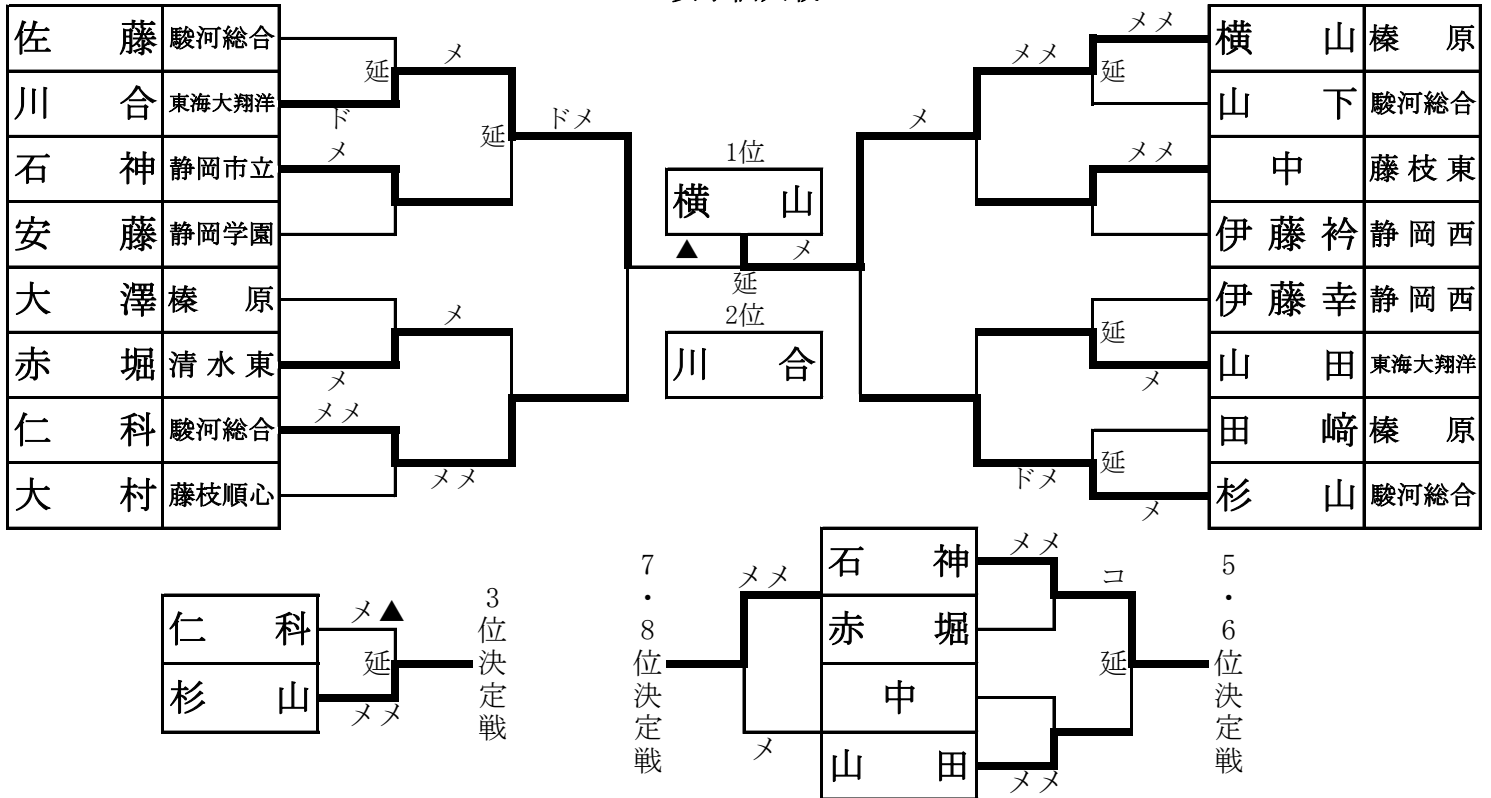 佐藤 駿河総合
川合 東海大翔洋
石神 静岡市立
安藤 静岡学園
大澤 榛原
赤堀 清水東
仁科 駿河総合
大村 藤枝順心
延
メ
ド
メ
延
ドメ
メ
メ
メメ
メメ
1位
横山
▲
メ
延
2位
川合
メメ
メメ
延
メ
メメ
延
メ
延
ドメ
メ
横山 榛原
山下 駿河総合
中 藤枝東
伊藤衿 静岡西
伊藤幸 静岡西
山田 東海大翔洋
田﨑 榛原
杉山 駿河総合
仁科
杉山
メ▲
延
メメ
3位決定戦
7・8位決定戦
メメ
メ
石神
赤堀
中
山田
メメ
コ
延
メメ
5・6位決定戦